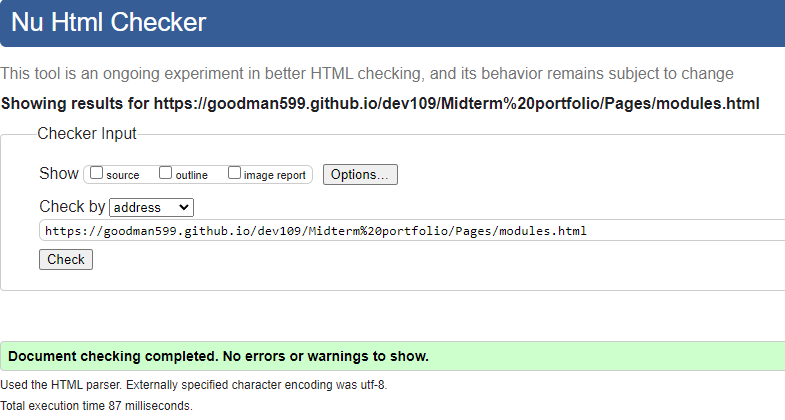 Nu Html Checker
This tool is an ongoing experiment in better HTML checking, and its behavior remains subject to change
Showing results for https://goodman599.github.io/dev109/Midterm%20portfolio/Pages/modules.html
Checker Input
Show source outline image report Options...
Check by address
https://goodman599.github.io/dev109/Midterm%20portfolio/Pages/modules.html
Check
Document checking completed. No errors or warnings to show.
Used the HTML parser. Externally specified character encoding was utf-8.
Total execution time 87 milliseconds.